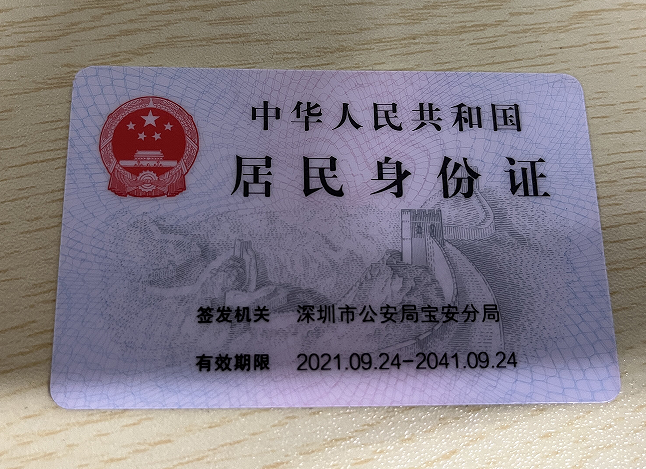 中华人民共和国
居民身份证
签发机关 深圳市公安局宝安分局
有效期限 2021.09.24-2041.09.24